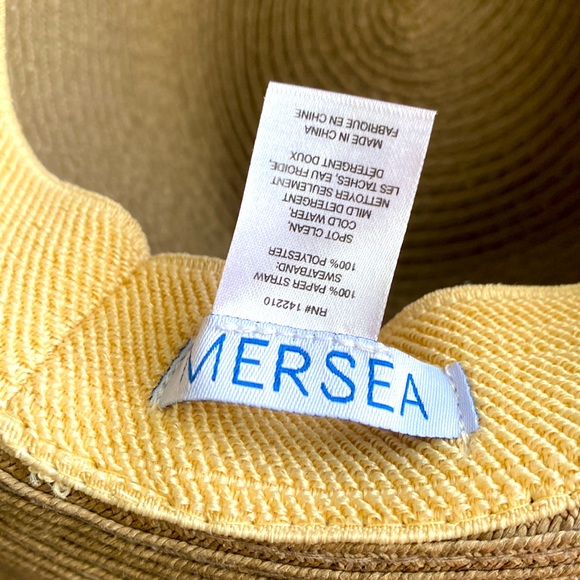 RN# 142210
100% PAPER STRAW
SWEATBAND:
100% POLYESTER
SPOT CLEAN,
COLD WATER,
MILD DETERGENT
NETTOYER SEULEMENT
LES TACHES, EAU FROIDE,
DÉTERGENT DOUX
MADE IN CHINA
FABRIQUE EN CHINE
MERSEA